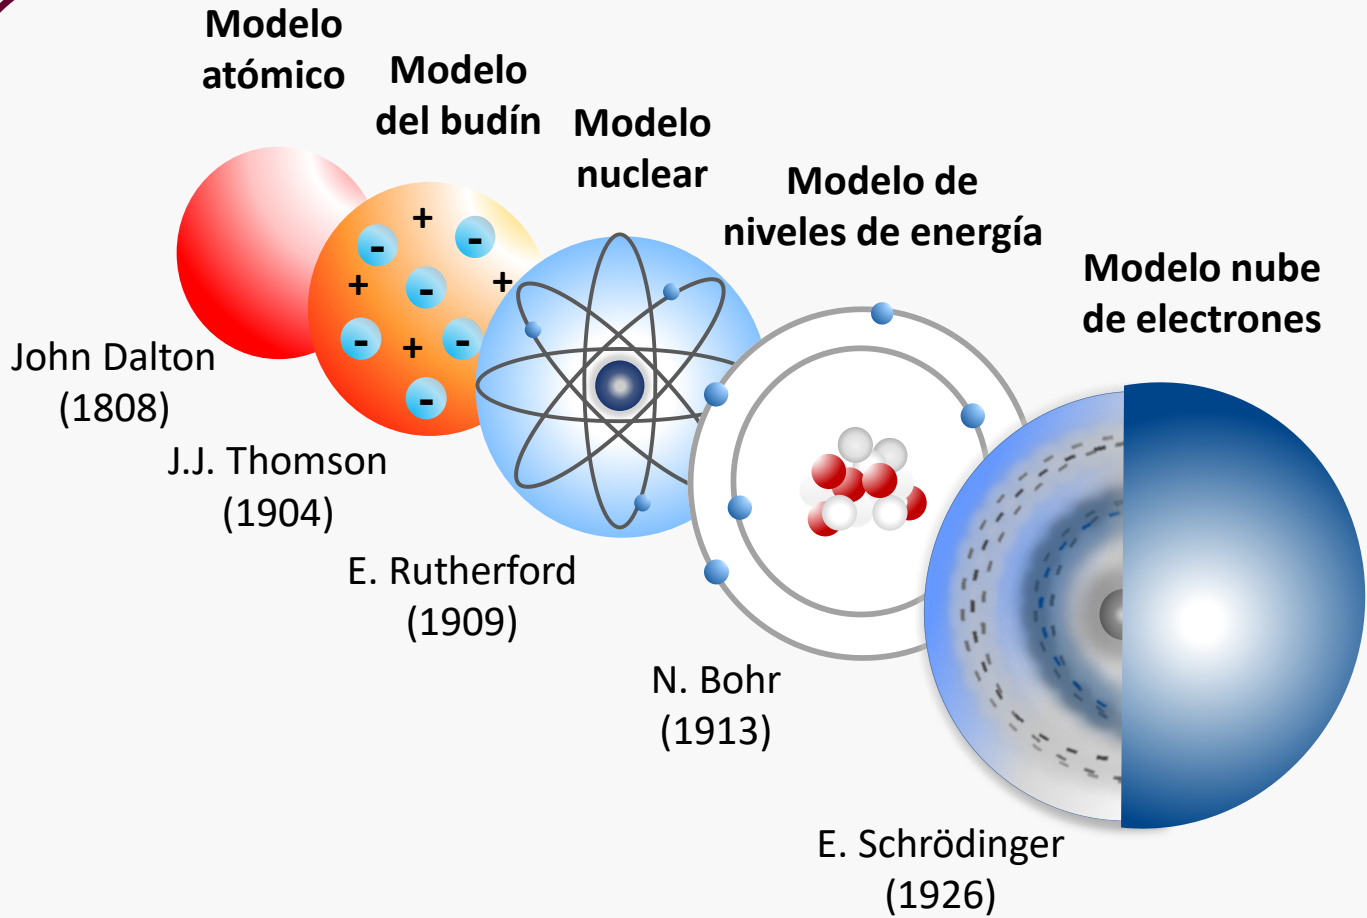 Modelo
atómico
Modelo
del budín
Modelo
nuclear
Modelo de
niveles de energía
Modelo nube
de electrones
+
-
-
+
-
+
-
+
-
-
John Dalton
(1808)
J.J. Thomson
(1904)
E. Rutherford
(1909)
N. Bohr
(1913)
E. Schrödinger
(1926)